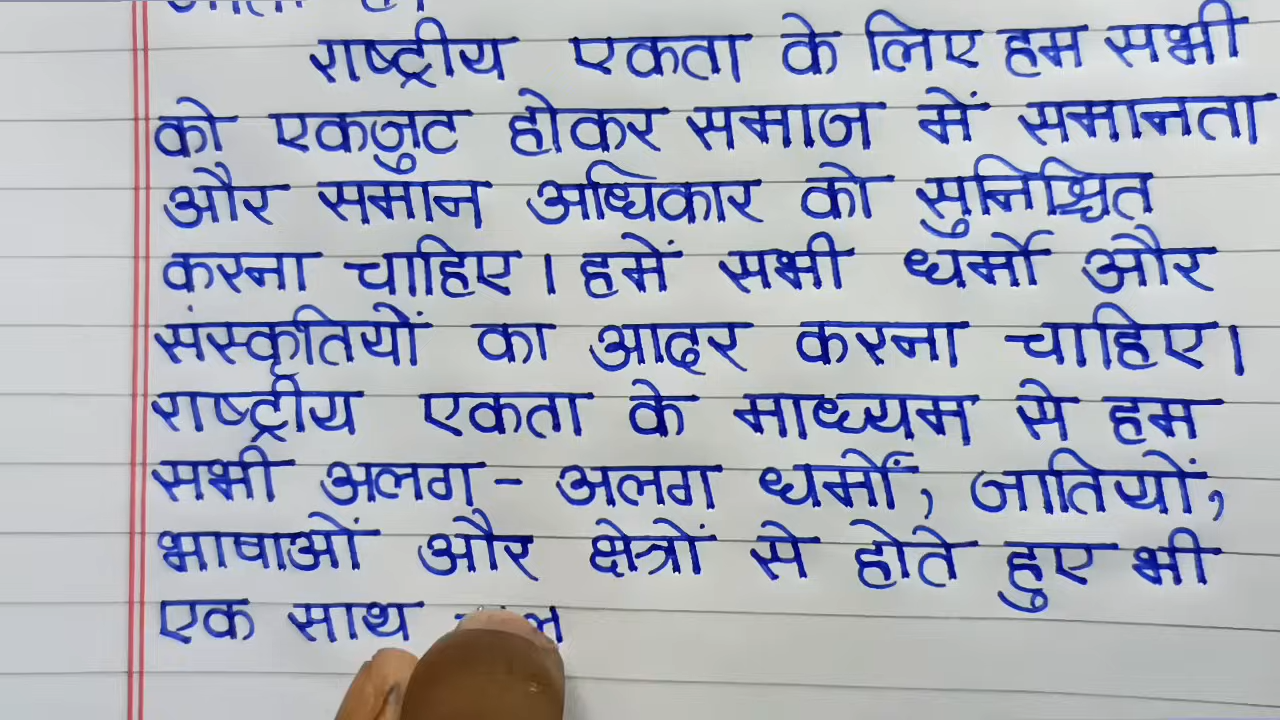 राष्ट्रीय एकता के लिए हम सभी
को एकजुट होकर समाज में समानता
और समान अधिकार को सुनिश्चित
करना चाहिए। हमें सभी धर्मो और
संस्कृतियों का आदर करना चाहिए।
राष्ट्रीय एकता के माध्यम से हम
सभी अलग - अलग धर्मों, जातियों,
भाषाओं और क्षेत्रों से होते हुए भी
एक साथ